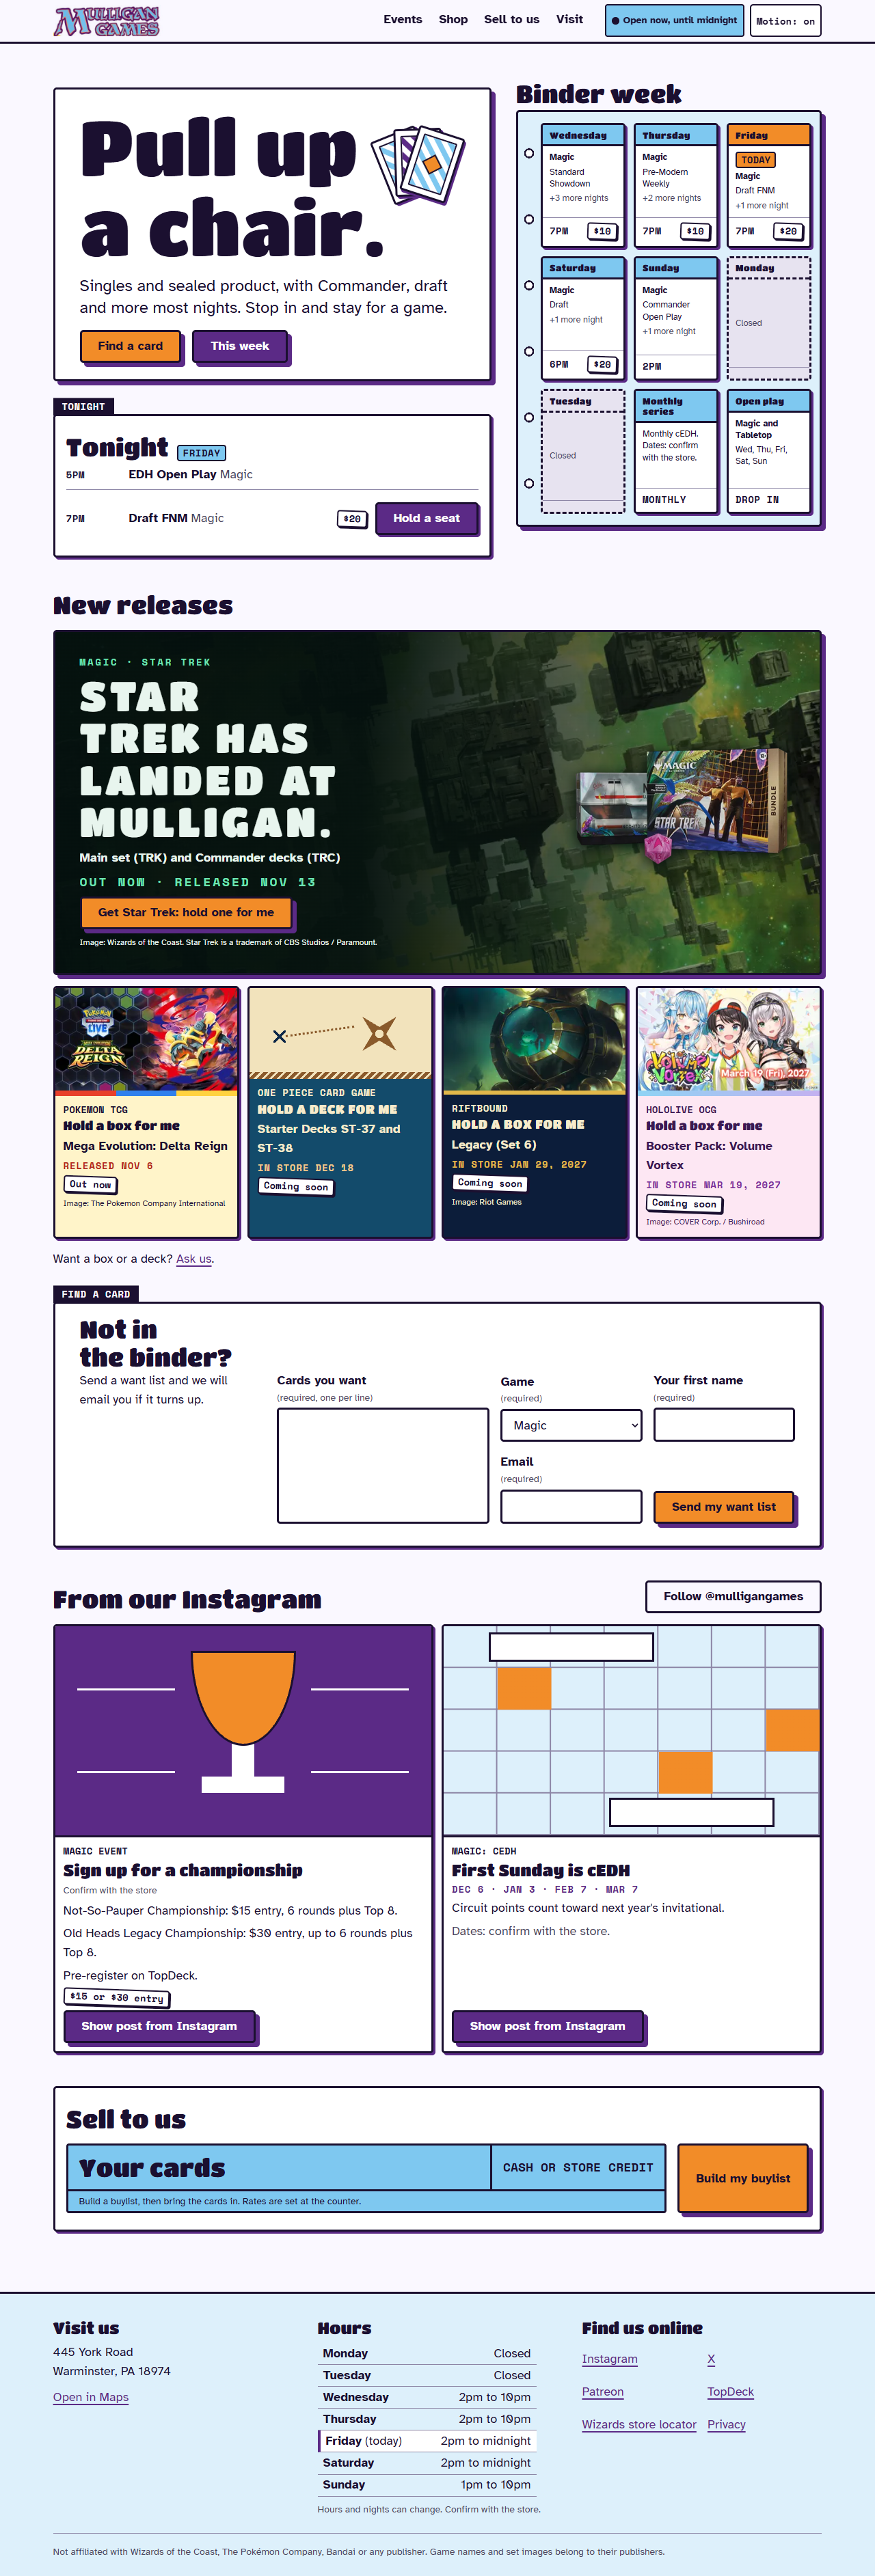 MULLIGAN GAMES
Events Shop Sell to us Visit
Open now, until midnight
Motion: on
Pull up
a chair.
Singles and sealed product, with Commander, draft
and more most nights. Stop in and stay for a game.
Find a card
This week
TONIGHT
Tonight FRIDAY
5PM EDH Open Play Magic
7PM Draft FNM Magic $20 Hold a seat
Binder week
Wednesday
Magic
Standard
Showdown
+3 more nights
7PM $10
Thursday
Magic
Pre-Modern
Weekly
+2 more nights
7PM $10
Friday
TODAY
Magic
Draft FNM
+1 more night
7PM $20
Saturday
Magic
Draft
+1 more night
6PM $20
Sunday
Magic
Commander
Open Play
+1 more night
2PM
Monday
Closed
Tuesday
Closed
Monthly
series
Monthly cEDH.
Dates: confirm
with the store.
MONTHLY
Open play
Magic and
Tabletop
Wed, Thu, Fri,
Sat, Sun
DROP IN
New releases
MAGIC · STAR TREK
STAR
TREK HAS
LANDED AT
MULLIGAN.
Main set (TRK) and Commander decks (TRC)
OUT NOW · RELEASED NOV 13
Get Star Trek: hold one for me
Image: Wizards of the Coast. Star Trek is a trademark of CBS Studios / Paramount.
MAGIC
STAR TREK
BUNDLE
Pokémon
LIVE
DELTA
REIGN
POKEMON TCG
Hold a box for me
Mega Evolution: Delta Reign
RELEASED NOV 6
Out now
Image: The Pokemon Company International
ONE PIECE CARD GAME
HOLD A DECK FOR ME
Starter Decks ST-37 and
ST-38
IN STORE DEC 18
Coming soon
RIFTBOUND
HOLD A BOX FOR ME
Legacy (Set 6)
IN STORE JAN 29, 2027
Coming soon
Image: Riot Games
Volume
Vortex
March 19 (Fri), 2027
HOLOLIVE OCG
Hold a box for me
Booster Pack: Volume
Vortex
IN STORE MAR 19, 2027
Coming soon
Image: COVER Corp. / Bushiroad
Want a box or a deck? Ask us.
FIND A CARD
Not in
the binder?
Send a want list and we will
email you if it turns up.
Cards you want
(required, one per line)
Game
(required)
Magic
Your first name
(required)
Email
(required)
Send my want list
From our Instagram
Follow @mulligangames
MAGIC EVENT
Sign up for a championship
Confirm with the store
Not-So-Pauper Championship: $15 entry, 6 rounds plus Top 8.
Old Heads Legacy Championship: $30 entry, up to 6 rounds plus
Top 8.
Pre-register on TopDeck.
$15 or $30 entry
Show post from Instagram
MAGIC: CEDH
First Sunday is cEDH
DEC 6 · JAN 3 · FEB 7 · MAR 7
Circuit points count toward next year's invitational.
Dates: confirm with the store.
Show post from Instagram
Sell to us
Your cards
CASH OR STORE CREDIT
Build a buylist, then bring the cards in. Rates are set at the counter.
Build my buylist
Visit us
445 York Road
Warminster, PA 18974
Open in Maps
Hours
Monday Closed
Tuesday Closed
Wednesday 2pm to 10pm
Thursday 2pm to 10pm
Friday (today) 2pm to midnight
Saturday 2pm to midnight
Sunday 1pm to 10pm
Hours and nights can change. Confirm with the store.
Find us online
Instagram X
Patreon TopDeck
Wizards store locator Privacy
Not affiliated with Wizards of the Coast, The Pokémon Company, Bandai or any publisher. Game names and set images belong to their publishers.